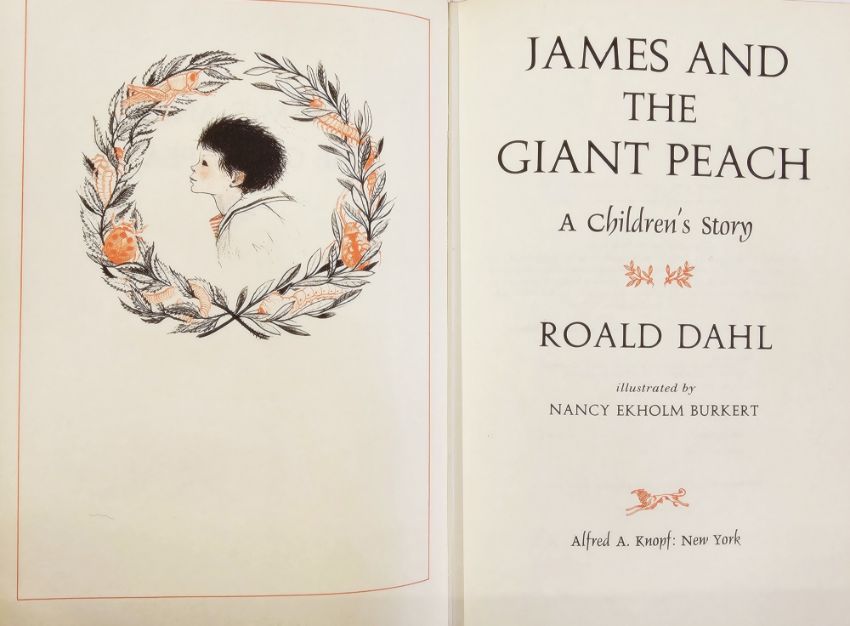 JAMES AND
THE
GIANT PEACH
A Children's Story
ROALD DAHL
illustrated by
NANCY EKHOLM BURKERT
Alfred A. Knopf: New York